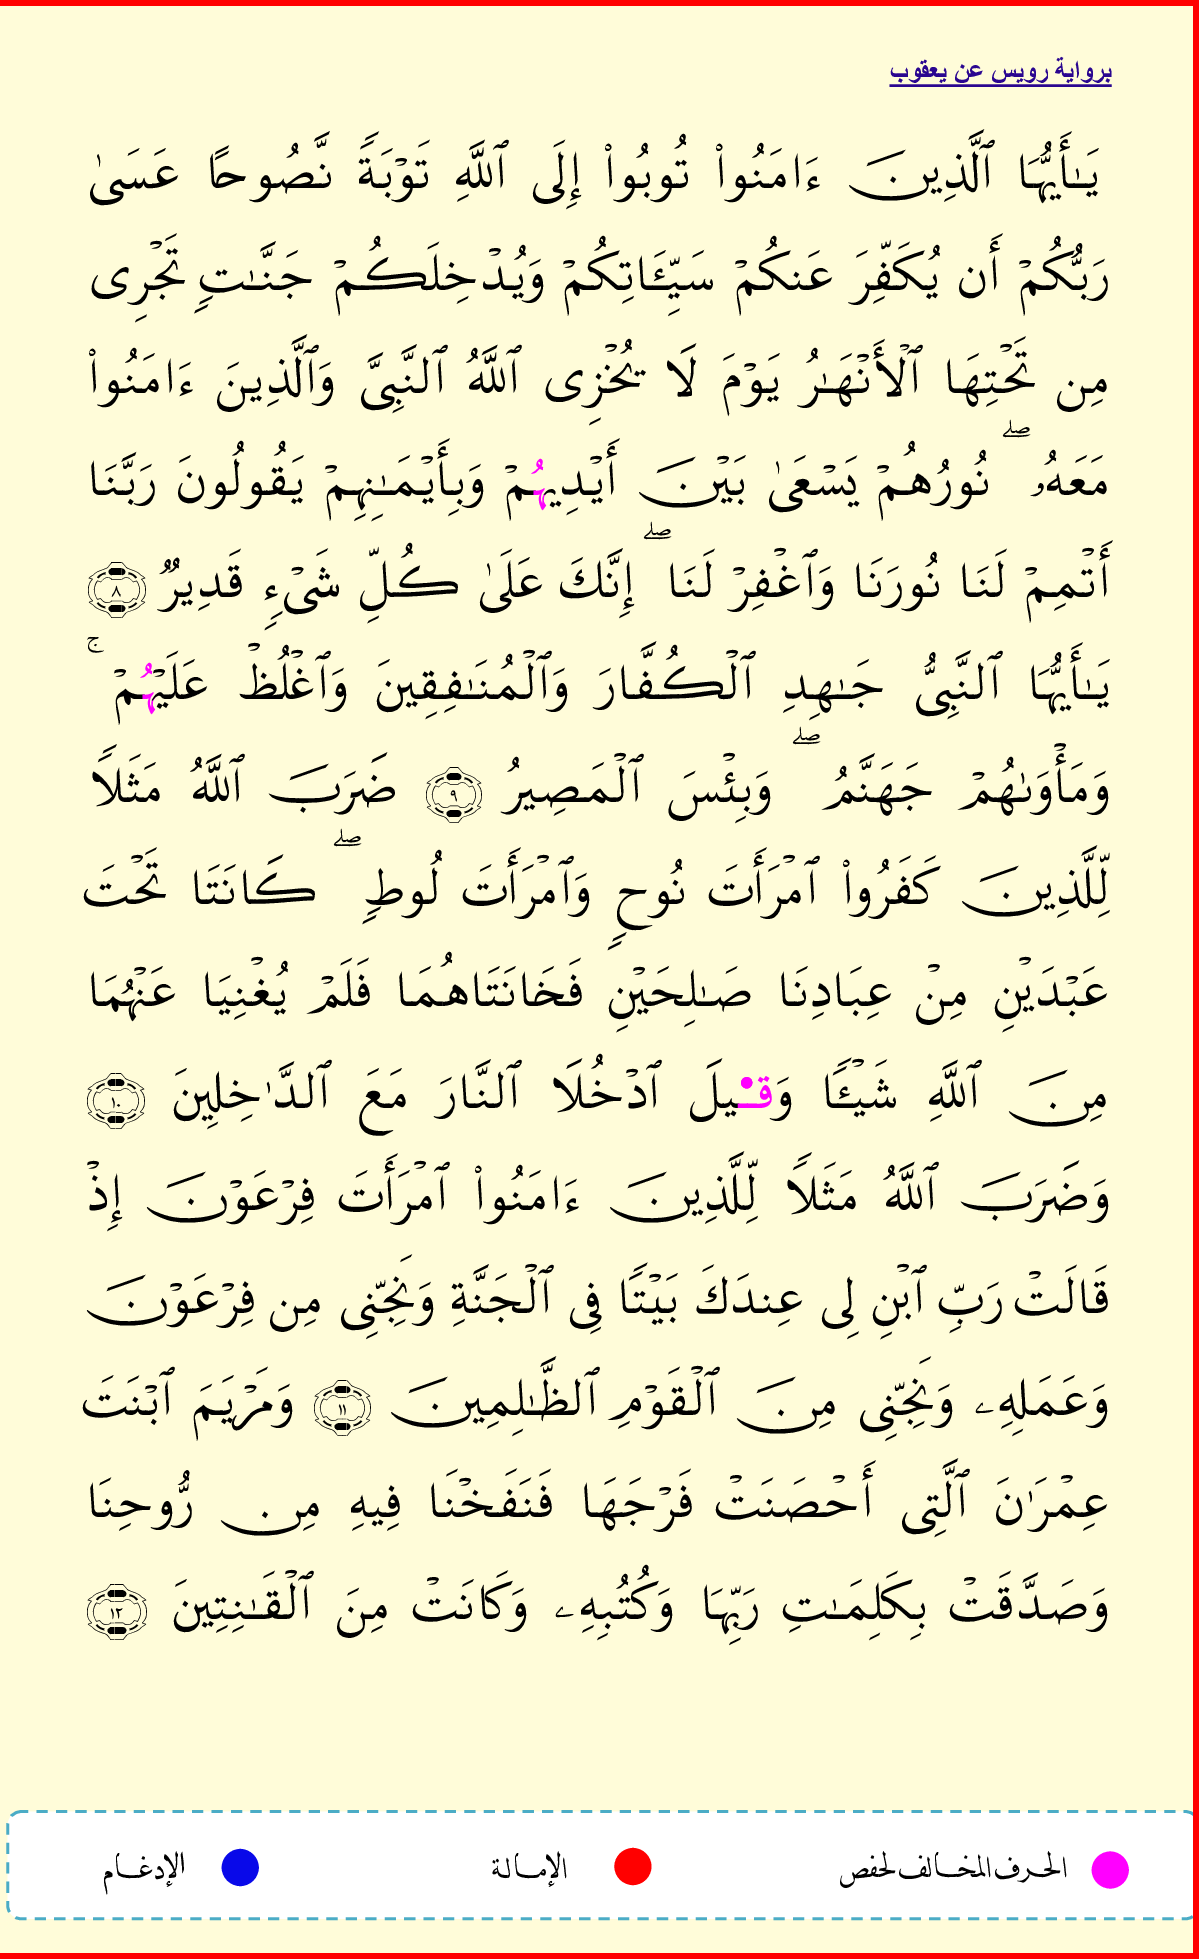 برواية رويس عن يعقوب
يَـٰٓأَيُّهَا ٱلَّذِينَ ءَامَنُوا۟ تُوبُوا۟ إِلَى ٱللَّهِ تَوْبَةً نَّصُوحًا عَسَىٰ
رَبُّكُمْ أَن يُكَفِّرَ عَنكُمْ سَيِّـَٔاتِكُمْ وَيُدْخِلَكُمْ جَنَّـٰتٍ تَجْرِى
مِن تَحْتِهَا ٱلْأَنْهَـٰرُ يَوْمَ لَا يُخْزِى ٱللَّهُ ٱلنَّبِىَّ وَٱلَّذِينَ ءَامَنُوا۟
مَعَهُۥ ۖ نُورُهُمْ يَسْعَىٰ بَيْنَ أَيْدِيهُمْ وَبِأَيْمَـٰنِهِمْ يَقُولُونَ رَبَّنَا
أَتْمِمْ لَنَا نُورَنَا وَٱغْفِرْ لَنَا ۖ إِنَّكَ عَلَىٰ كُلِّ شَىْءٍ قَدِيرٌ ٨
يَـٰٓأَيُّهَا ٱلنَّبِىُّ جَـٰهِدِ ٱلْكُفَّارَ وَٱلْمُنَـٰفِقِينَ وَٱغْلُظْ عَلَيْهُمْ ۚ
وَمَأْوَىٰهُمْ جَهَنَّمُ ۖ وَبِئْسَ ٱلْمَصِيرُ ٩ ضَرَبَ ٱللَّهُ مَثَلًا
لِّلَّذِينَ كَفَرُوا۟ ٱمْرَأَتَ نُوحٍ وَٱمْرَأَتَ لُوطٍ ۖ كَانَتَا تَحْتَ
عَبْدَيْنِ مِنْ عِبَادِنَا صَـٰلِحَيْنِ فَخَانَتَاهُمَا فَلَمْ يُغْنِيَا عَنْهُمَا
مِنَ ٱللَّهِ شَيْـًٔا وَقِيلَ ٱدْخُلَا ٱلنَّارَ مَعَ ٱلدَّٰخِلِينَ ١٠
وَضَرَبَ ٱللَّهُ مَثَلًا لِّلَّذِينَ ءَامَنُوا۟ ٱمْرَأَتَ فِرْعَوْنَ إِذْ
قَالَتْ رَبِّ ٱبْنِ لِى عِندَكَ بَيْتًا فِى ٱلْجَنَّةِ وَنَجِّنِى مِن فِرْعَوْنَ
وَعَمَلِهِۦ وَنَجِّنِى مِنَ ٱلْقَوْمِ ٱلظَّـٰلِمِينَ ١١ وَمَرْيَمَ ٱبْنَتَ
عِمْرَٰنَ ٱلَّتِى أَحْصَنَتْ فَرْجَهَا فَنَفَخْنَا فِيهِ مِن رُّوحِنَا
وَصَدَّقَتْ بِكَلِمَـٰتِ رَبِّهَا وَكُتُبِهِۦ وَكَانَتْ مِنَ ٱلْقَـٰنِتِينَ ١٢
الحرف المخالف لحفص الإمالة الإدغام